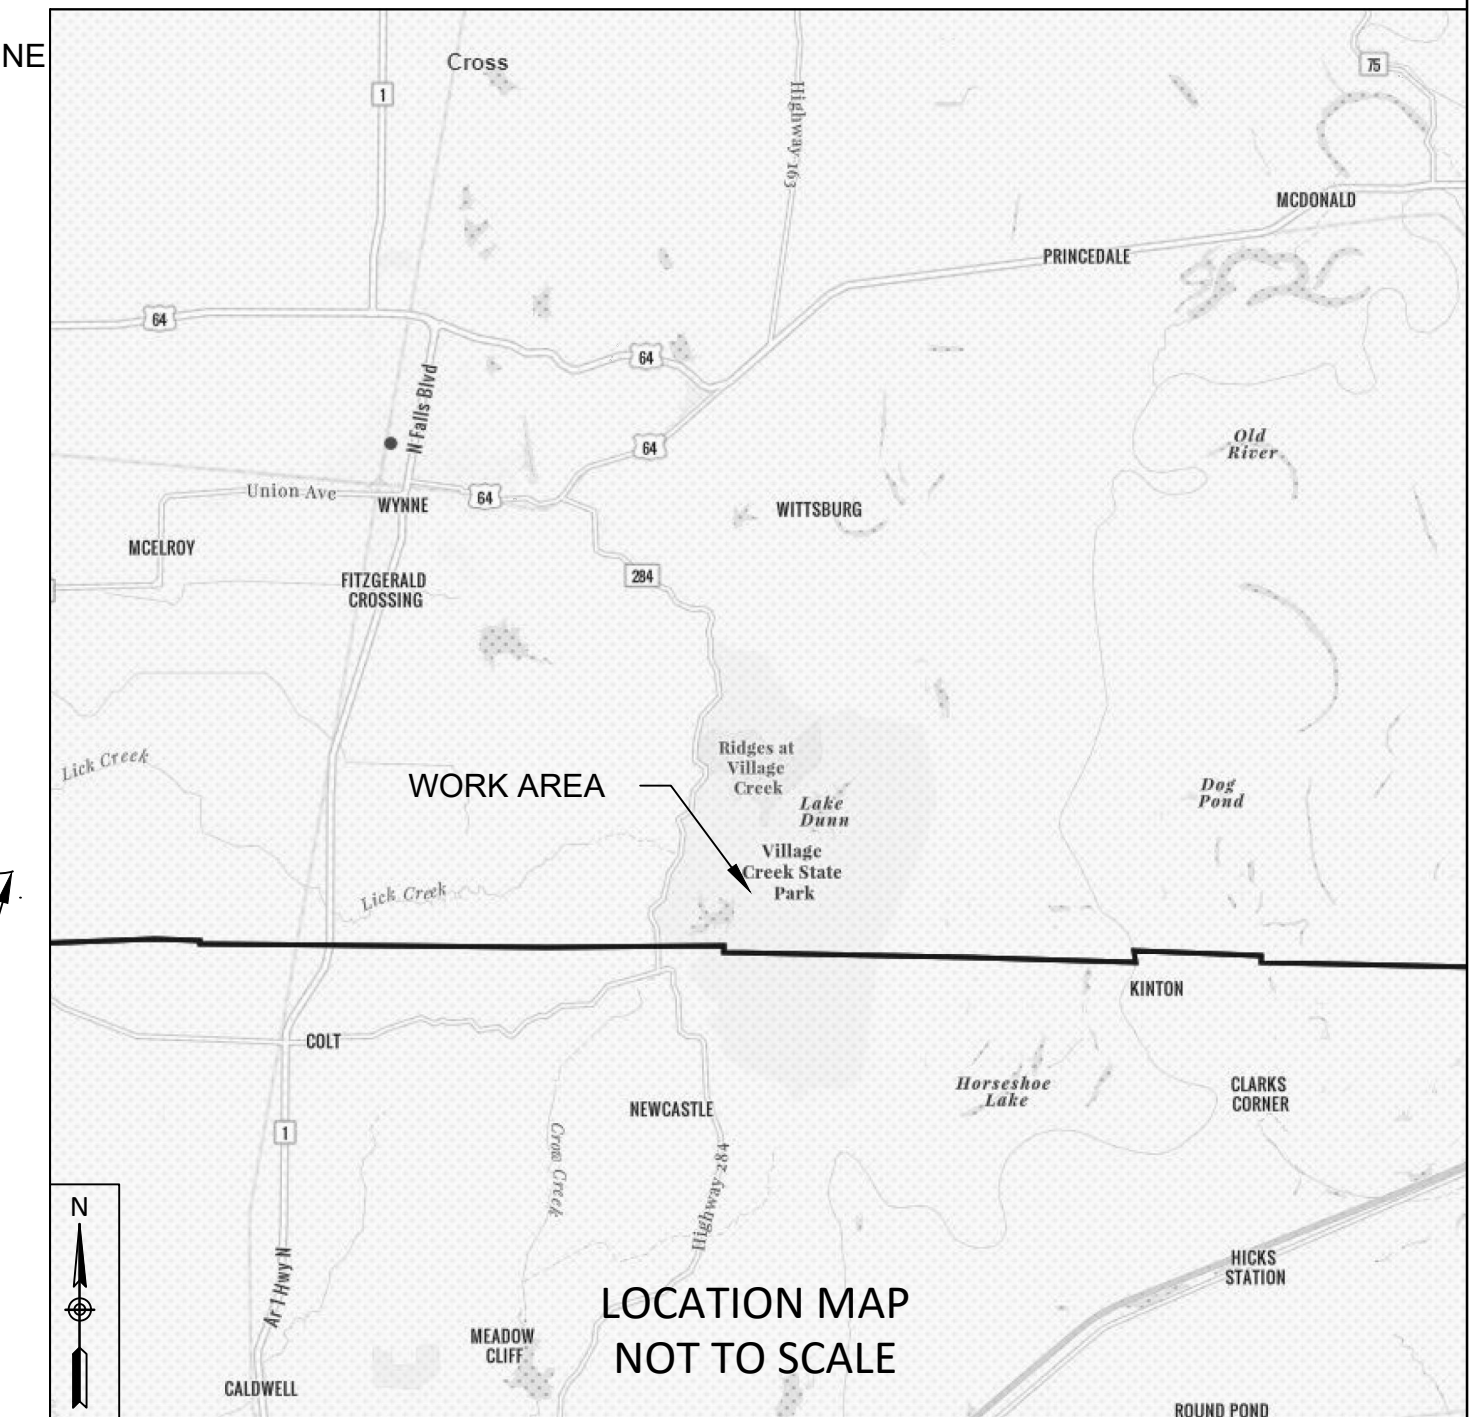 NE
Cross
1
75
Highway 163
MCDONALD
PRINCEDALE
64
64
N Falls Blvd
64
Old
River
Union Ave
WYNNE
64
WITTSBURG
MCELROY
FITZGERALD
CROSSING
284
Lick Creek
Ridges at
Village
Creek
WORK AREA
Lake
Dunn
Dog
Pond
Village
Creek State
Park
Lick Creek
KINTON
COLT
Horseshoe
Lake
CLARKS
CORNER
NEWCASTLE
1
Crow Creek
Highway 284
N
HICKS
STATION
Ar 1 Hwy N
LOCATION MAP
NOT TO SCALE
MEADOW
CLIFF
CALDWELL
ROUND POND